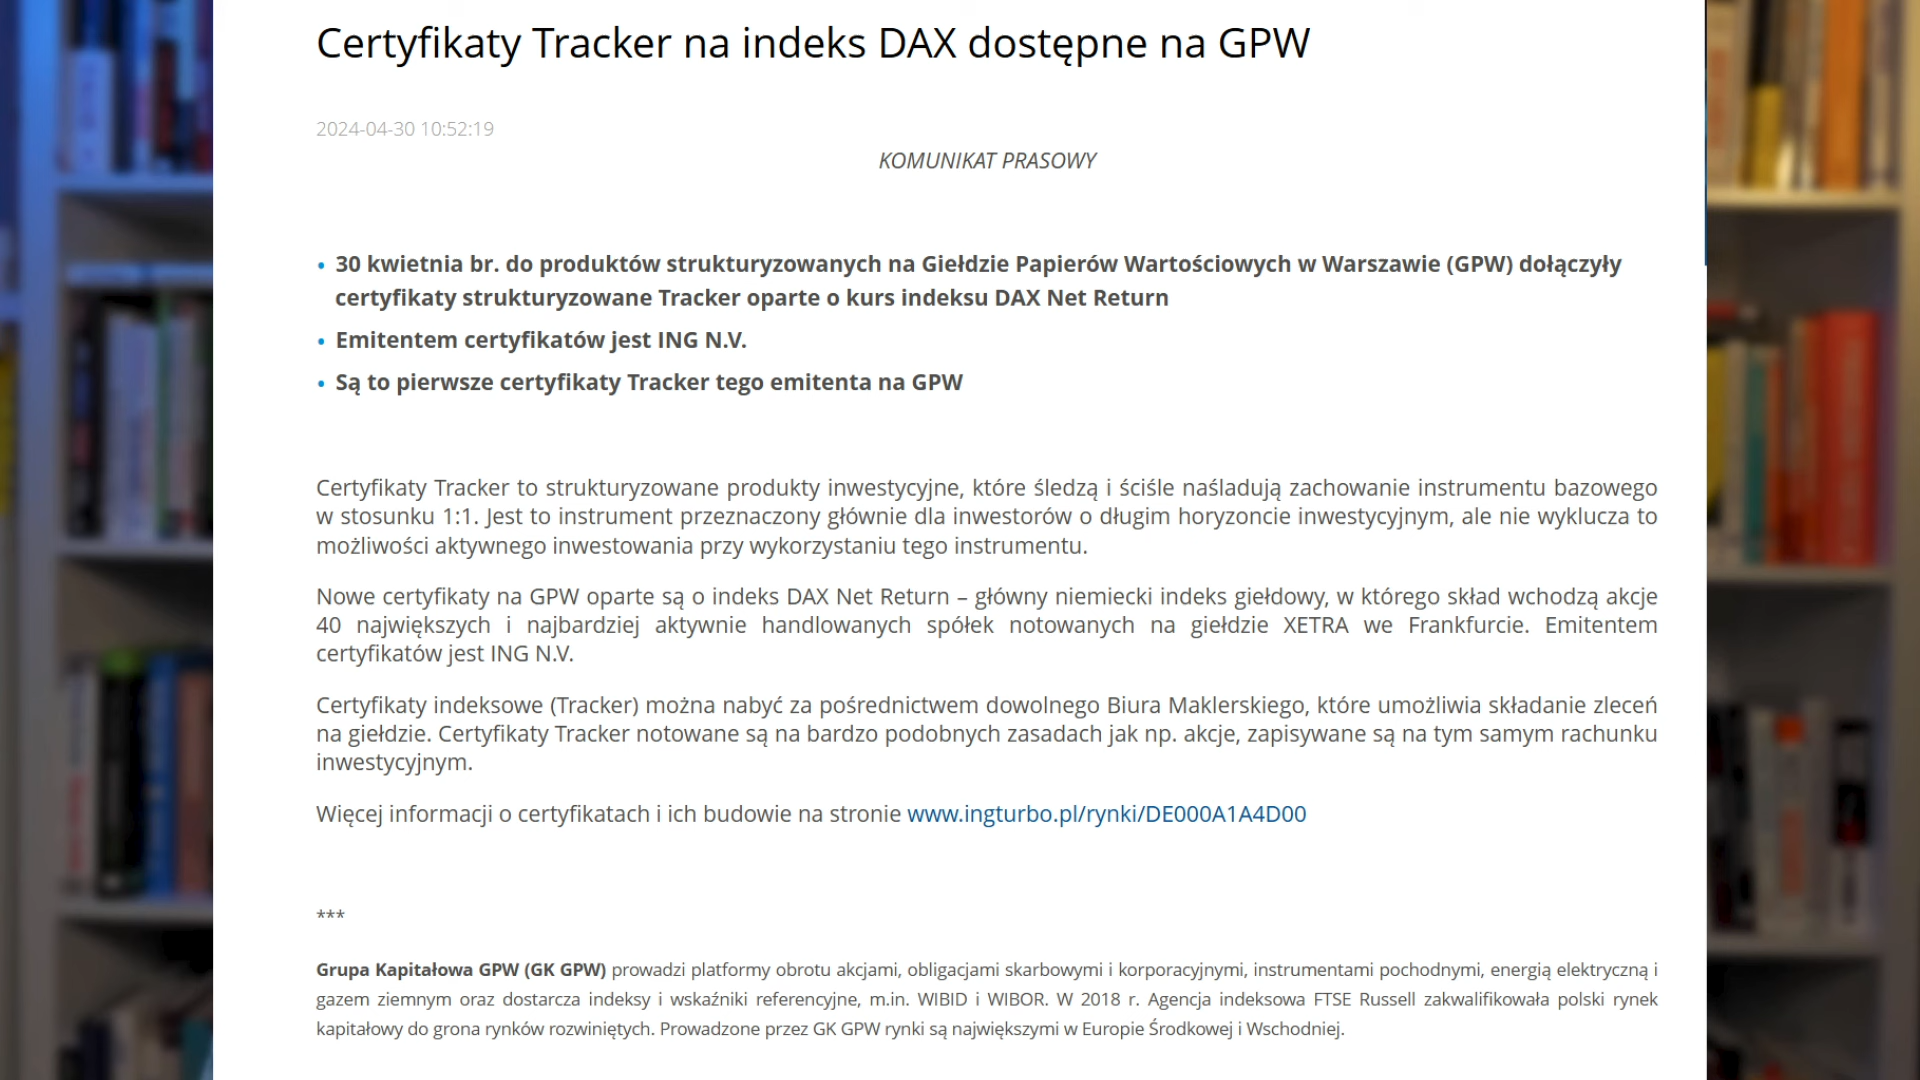 Certyfikaty Tracker na indeks DAX dostępne na GPW
2024-04-30 10:52:19
KOMUNIKAT PRASOWY
• 30 kwietnia br. do produktów strukturyzowanych na Giełdzie Papierów Wartościowych w Warszawie (GPW) dołączyły
certyfikaty strukturyzowane Tracker oparte o kurs indeksu DAX Net Return
• Emitentem certyfikatów jest ING N.V.
• Są to pierwsze certyfikaty Tracker tego emitenta na GPW
Certyfikaty Tracker to strukturyzowane produkty inwestycyjne, które śledzą i ściśle naśladują zachowanie instrumentu bazowego
w stosunku 1:1. Jest to instrument przeznaczony głównie dla inwestorów o długim horyzoncie inwestycyjnym, ale nie wyklucza to
możliwości aktywnego inwestowania przy wykorzystaniu tego instrumentu.
Nowe certyfikaty na GPW oparte są o indeks DAX Net Return – główny niemiecki indeks giełdowy, w którego skład wchodzą akcje
40 największych i najbardziej aktywnie handlowanych spółek notowanych na giełdzie XETRA we Frankfurcie. Emitentem
certyfikatów jest ING N.V.
Certyfikaty indeksowe (Tracker) można nabyć za pośrednictwem dowolnego Biura Maklerskiego, które umożliwia składanie zleceń
na giełdzie. Certyfikaty Tracker notowane są na bardzo podobnych zasadach jak np. akcje, zapisywane są na tym samym rachunku
inwestycyjnym.
Więcej informacji o certyfikatach i ich budowie na stronie www.ingturbo.pl/rynki/DE000A1A4D00
***
Grupa Kapitałowa GPW (GK GPW) prowadzi platformy obrotu akcjami, obligacjami skarbowymi i korporacyjnymi, instrumentami pochodnymi, energią elektryczną i
gazem ziemnym oraz dostarcza indeksy i wskaźniki referencyjne, m.in. WIBID i WIBOR. W 2018 r. Agencja indeksowa FTSE Russell zakwalifikowała polski rynek
kapitałowy do grona rynków rozwiniętych. Prowadzone przez GK GPW rynki są największymi w Europie Środkowej i Wschodniej.